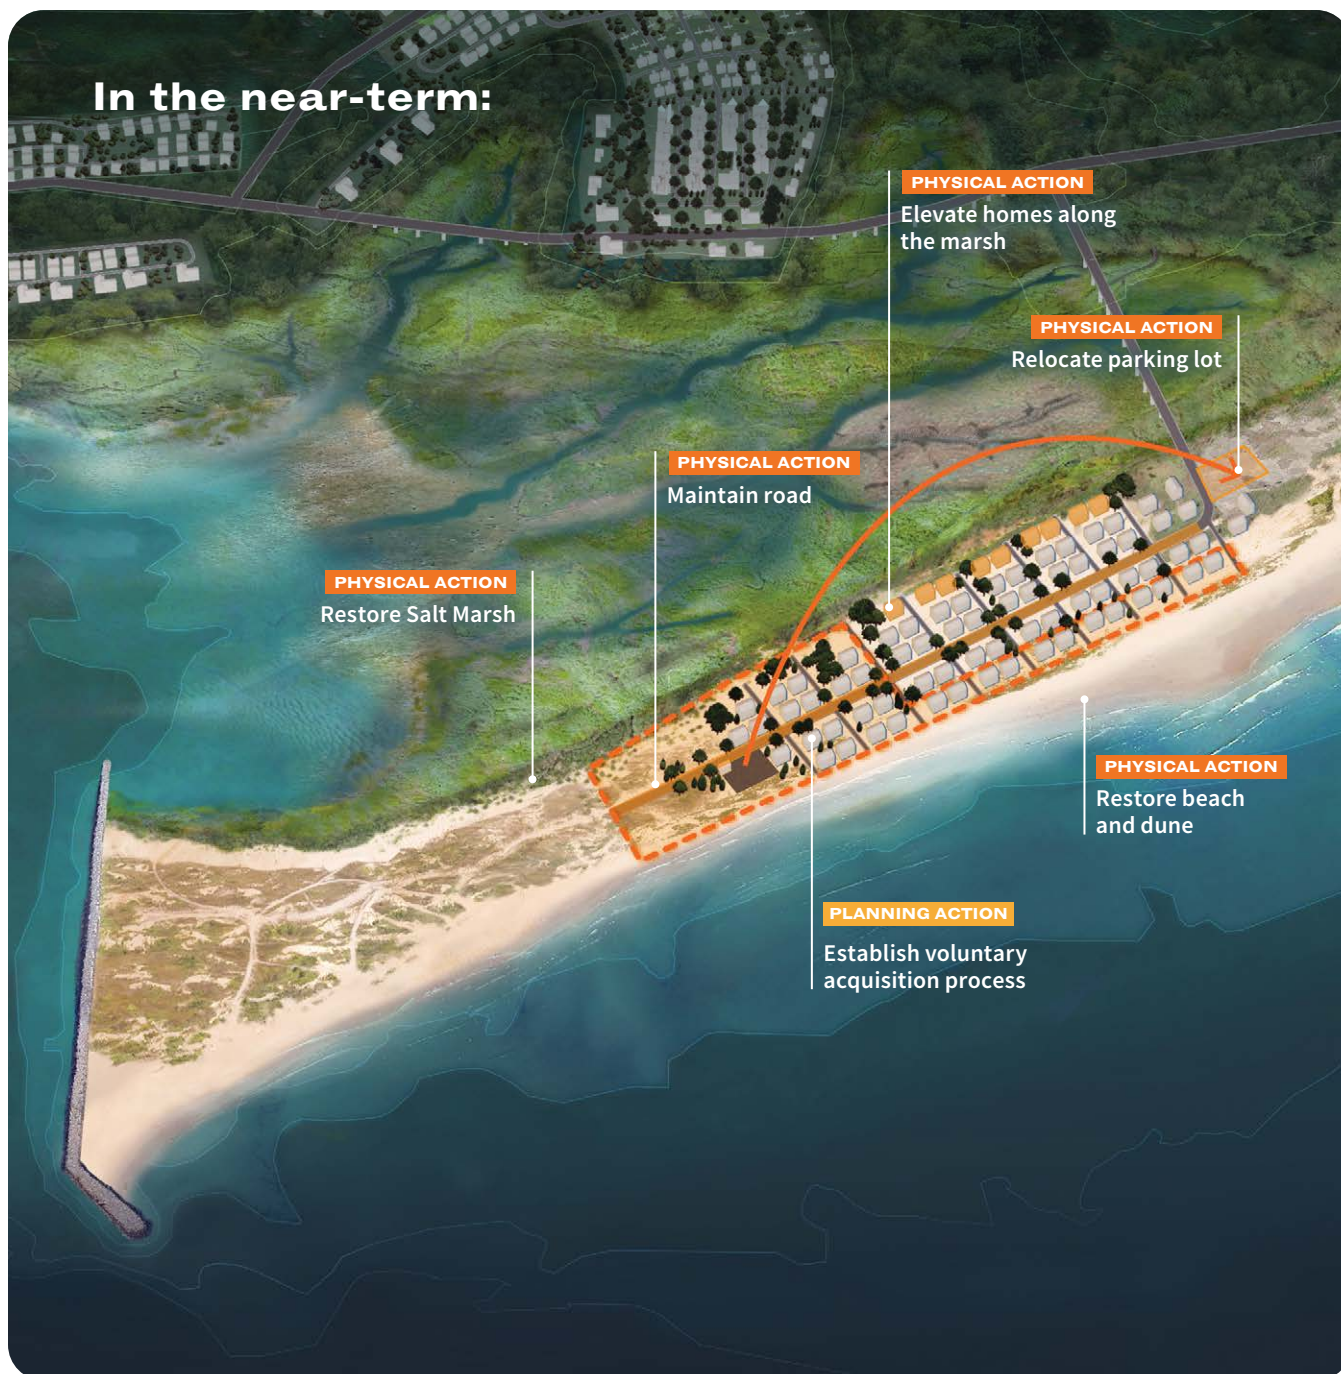 In the near-term:
PHYSICAL ACTION
Elevate homes along
the marsh
PHYSICAL ACTION
Relocate parking lot
PHYSICAL ACTION
Maintain road
PHYSICAL ACTION
Restore Salt Marsh
PHYSICAL ACTION
Restore beach
and dune
PLANNING ACTION
Establish voluntary
acquisition process